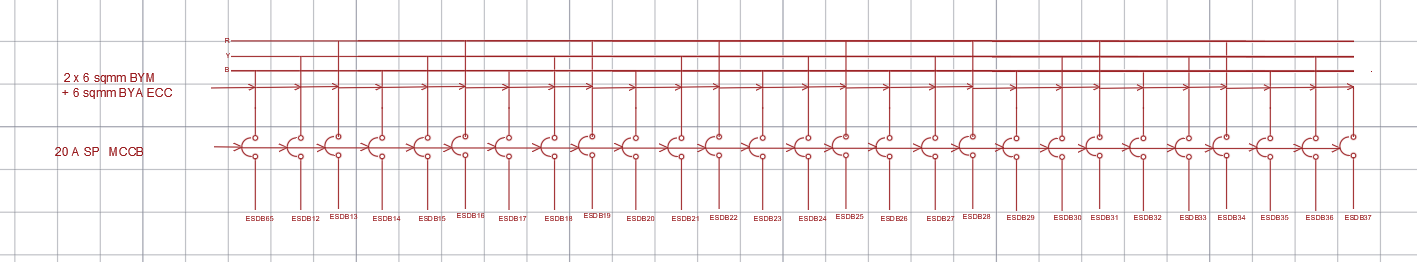 R
Y
B
2 x 6 sqmm BYM
+ 6 sqmm BYA ECC
20 A SP MCCB
ESDB65 ESDB12 ESDB13 ESDB14 ESDB15 ESDB16 ESDB17 ESDB18 ESDB19 ESDB20 ESDB21 ESDB22 ESDB23 ESDB24 ESDB25 ESDB26 ESDB27 ESDB28 ESDB29 ESDB30 ESDB31 ESDB32 ESDB33 ESDB34 ESDB35 ESDB36 ESDB37